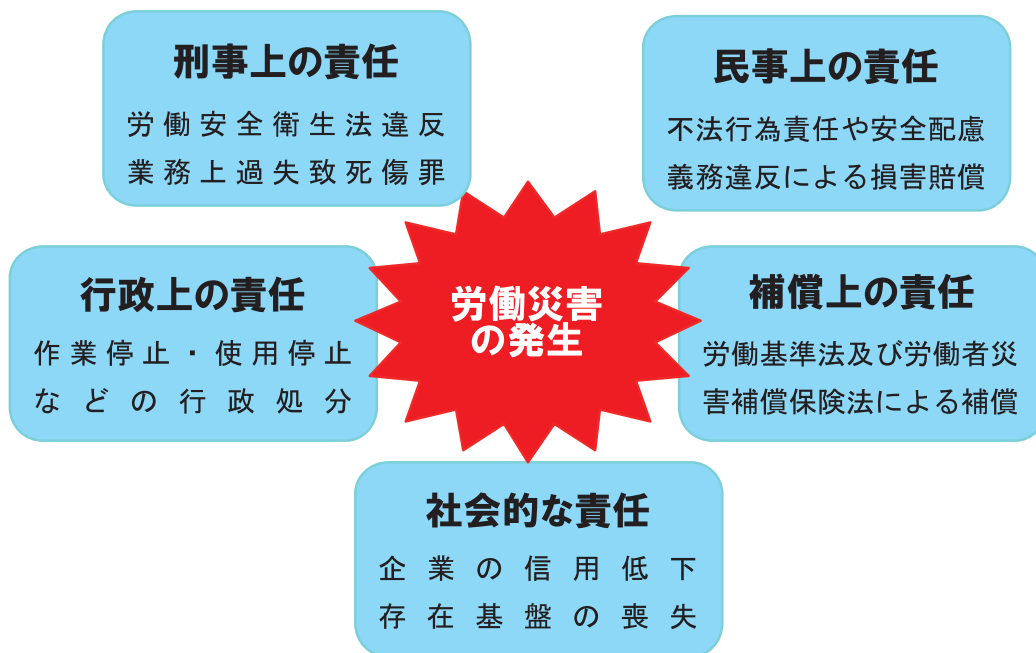 刑事上の責任
労働安全衛生法違反
業務上過失致死傷罪
民事上の責任
不法行為責任や安全配慮
義務違反による損害賠償
行政上の責任
作業停止・使用停止
などの行政処分
労働災害
の発生
補償上の責任
労働基準法及び労働者災
害補償保険法による補償
社会的な責任
企業の信用低下
存在基盤の喪失